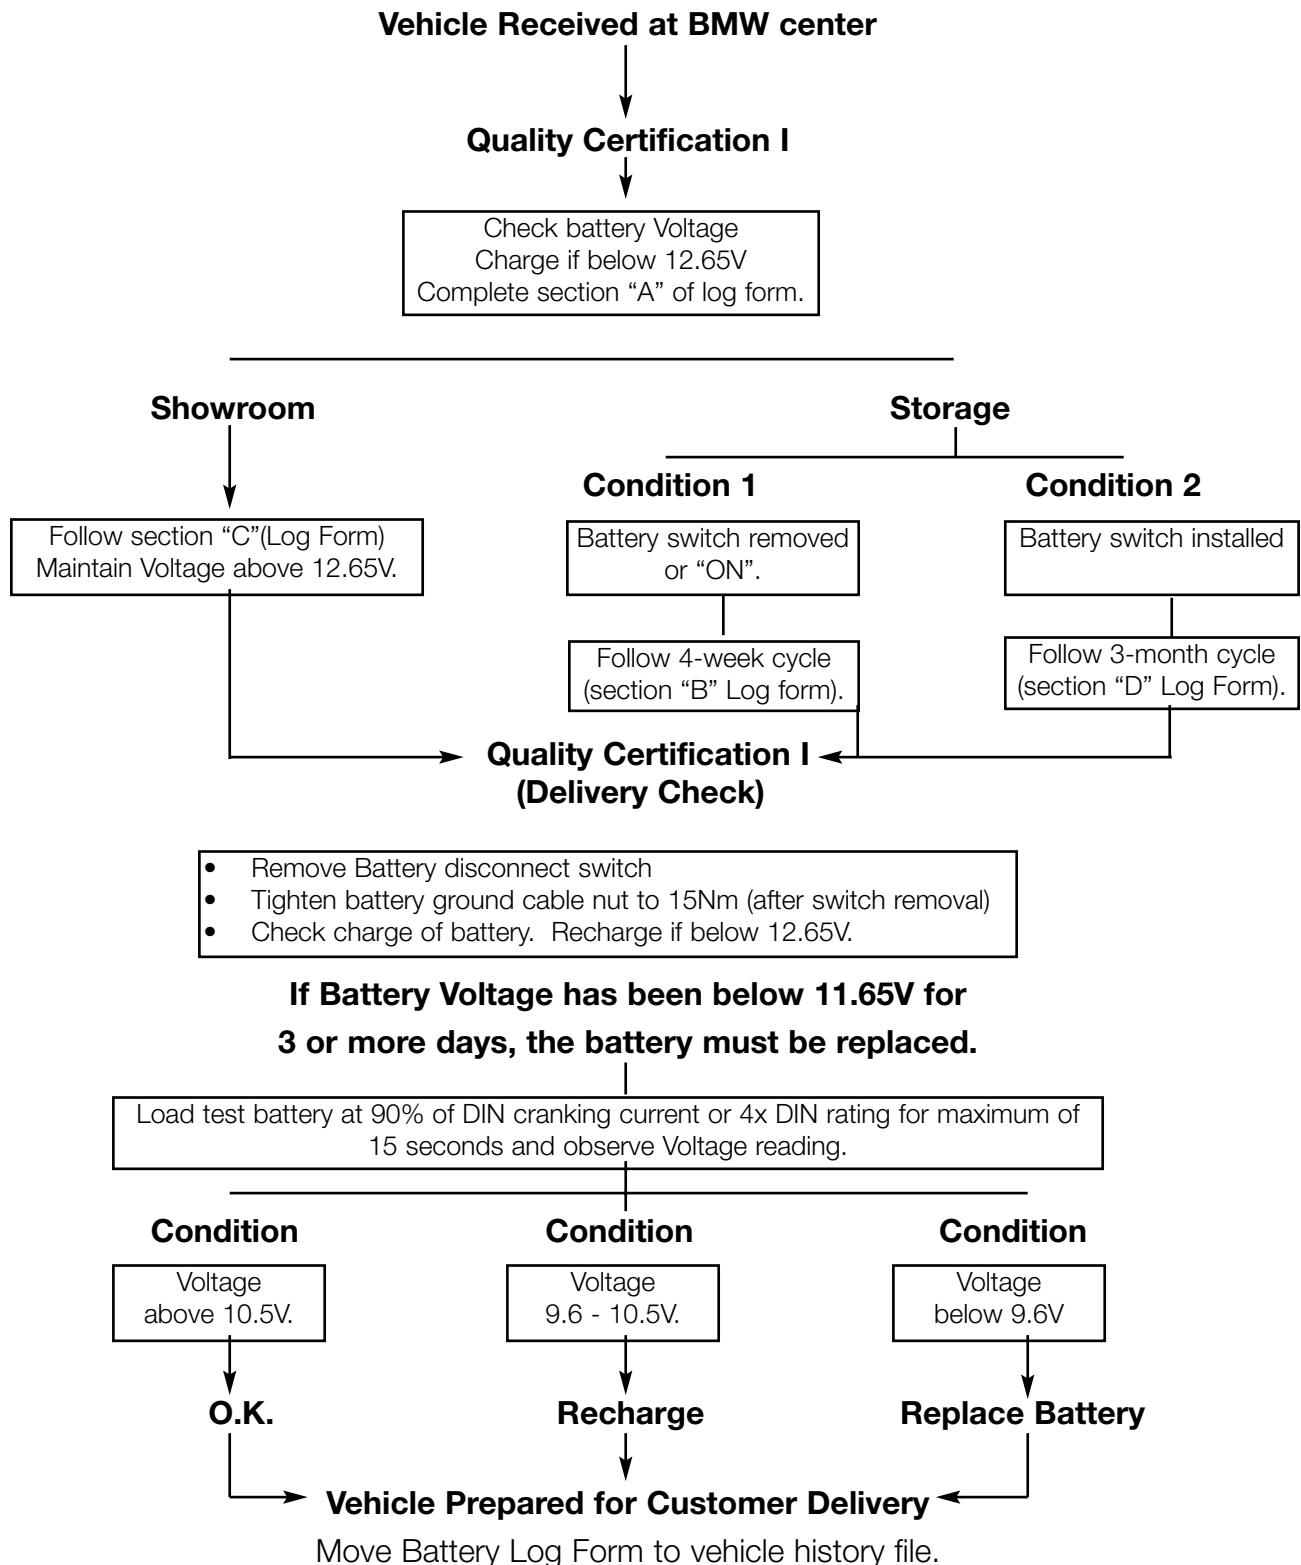 Vehicle Received at BMW center
Quality Certification I
Check battery Voltage
Charge if below 12.65V
Complete section “A” of log form.
Showroom
Follow section “C”(Log Form)
Maintain Voltage above 12.65V.
Storage
Condition 1
Battery switch removed
or “ON”.
Follow 4-week cycle
(section “B” Log form).
Condition 2
Battery switch installed
Follow 3-month cycle
(section “D” Log Form).
Quality Certification I
(Delivery Check)
• Remove Battery disconnect switch
• Tighten battery ground cable nut to 15Nm (after switch removal)
• Check charge of battery. Recharge if below 12.65V.
If Battery Voltage has been below 11.65V for
3 or more days, the battery must be replaced.
Load test battery at 90% of DIN cranking current or 4x DIN rating for maximum of
15 seconds and observe Voltage reading.
Condition
Voltage
above 10.5V.
O.K.
Condition
Voltage
9.6 - 10.5V.
Recharge
Condition
Voltage
below 9.6V
Replace Battery
Vehicle Prepared for Customer Delivery
Move Battery Log Form to vehicle history file.